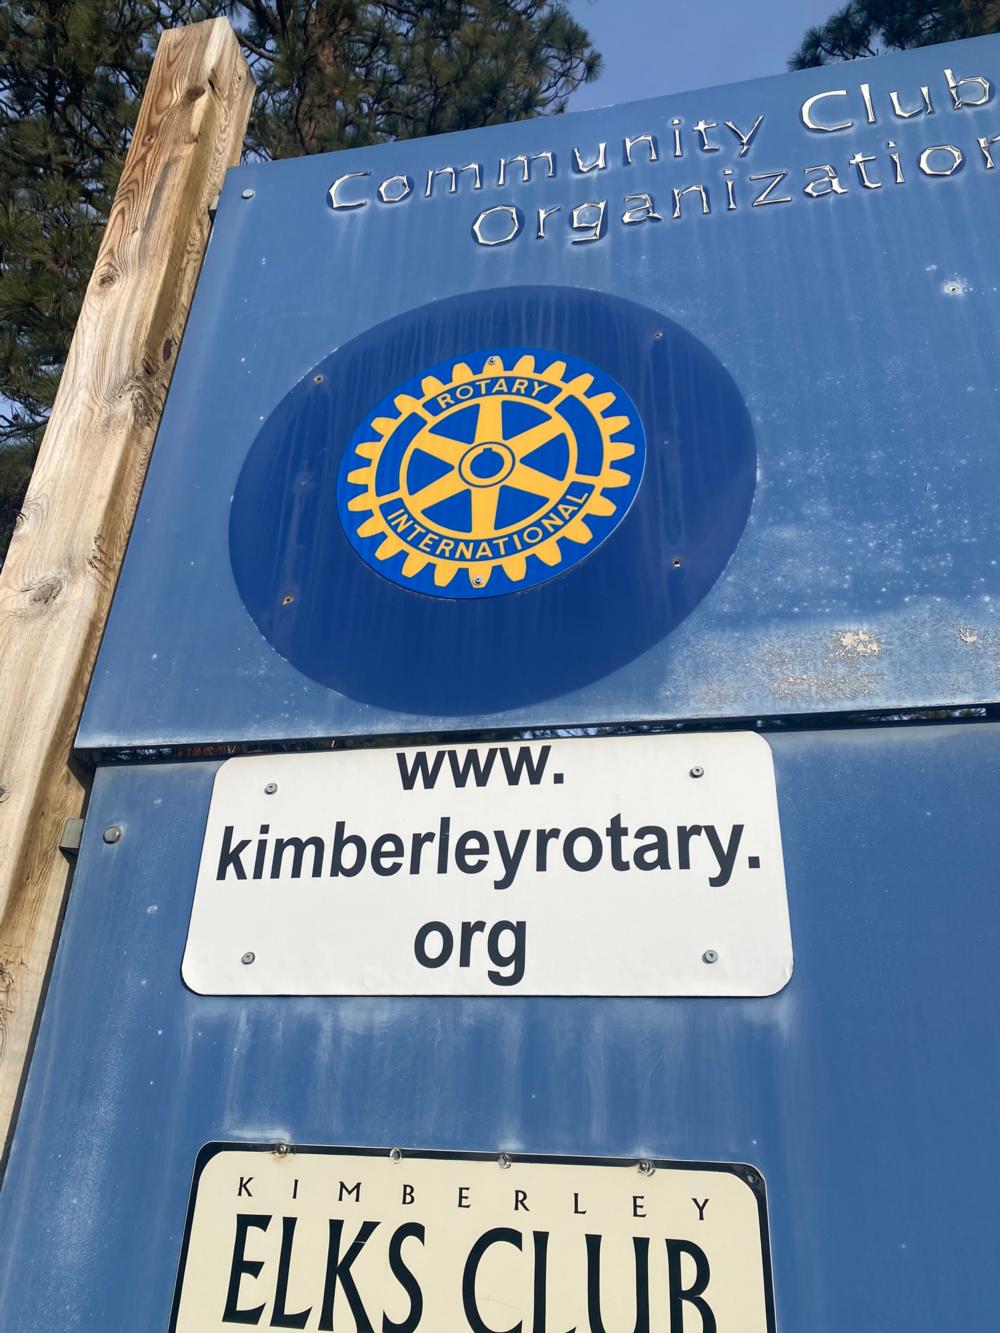 Community Club
Organization
ROTARY
INTERNATIONAL
www.
kimberleyrotary.
org
KIMBERLEY
ELKS CLUB